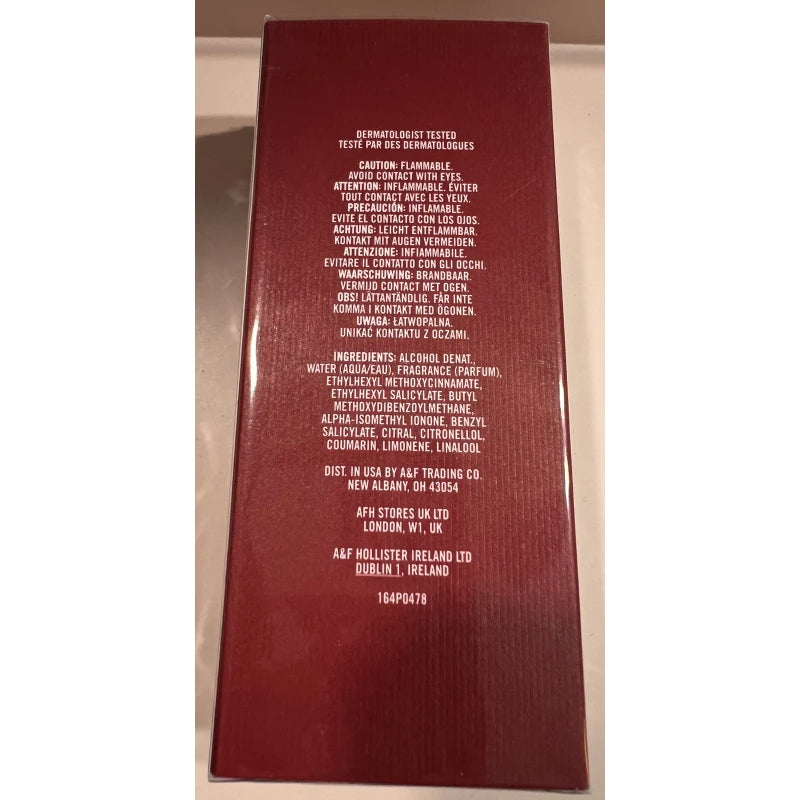 DERMATOLOGIST TESTED
TESTÉ PAR DES DERMATOLOGUES
CAUTION: FLAMMABLE.
AVOID CONTACT WITH EYES.
ATTENTION: INFLAMMABLE. ÉVITER
TOUT CONTACT AVEC LES YEUX.
PRECAUCIÓN: INFLAMABLE.
EVITE EL CONTACTO CON LOS OJOS.
ACHTUNG: LEICHT ENTFLAMMBAR.
KONTAKT MIT AUGEN VERMEIDEN.
ATTENZIONE: INFIAMMABILE.
EVITARE IL CONTATTO CON GLI OCCHI.
WAARSCHUWING: BRANDBAAR.
VERMIJD CONTACT MET OGEN.
OBS! LÄTTANTÄNDLIG. FÅR INTE
KOMMA I KONTAKT MED ÖGONEN.
UWAGA: ŁATWOPALNA.
UNIKAĆ KONTAKTU Z OCZAMI.
INGREDIENTS: ALCOHOL DENAT.,
WATER (AQUA/EAU), FRAGRANCE (PARFUM),
ETHYLHEXYL METHOXYCINNAMATE,
ETHYLHEXYL SALICYLATE, BUTYL
METHOXYDIBENZOYLMETHANE,
ALPHA-ISOMETHYL IONONE, BENZYL
SALICYLATE, CITRAL, CITRONELLOL,
COUMARIN, LIMONENE, LINALOOL
DIST. IN USA BY A&F TRADING CO.
NEW ALBANY, OH 43054
AFH STORES UK LTD
LONDON, W1, UK
A&F HOLLISTER IRELAND LTD
DUBLIN 1, IRELAND
164P0478